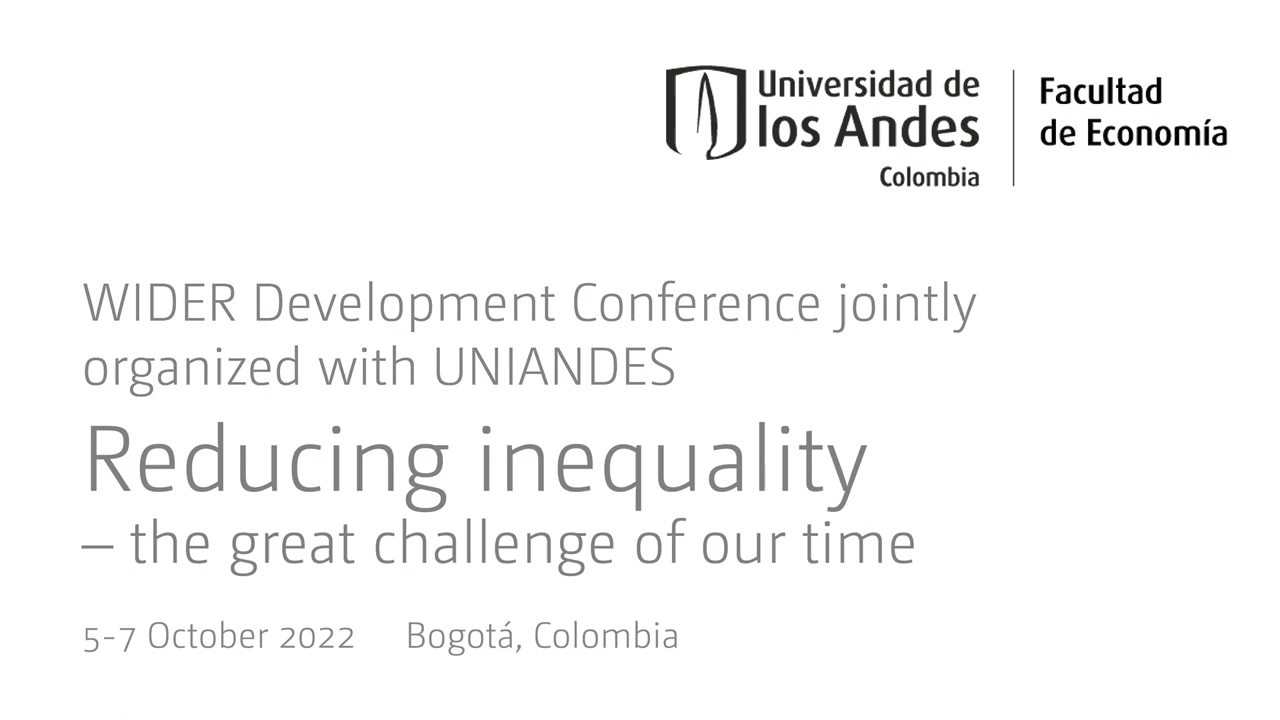 Universidad de
los Andes
Colombia
Facultad
de Economía
WIDER Development Conference jointly
organized with UNIANDES
Reducing inequality
– the great challenge of our time
5-7 October 2022 Bogotá, Colombia